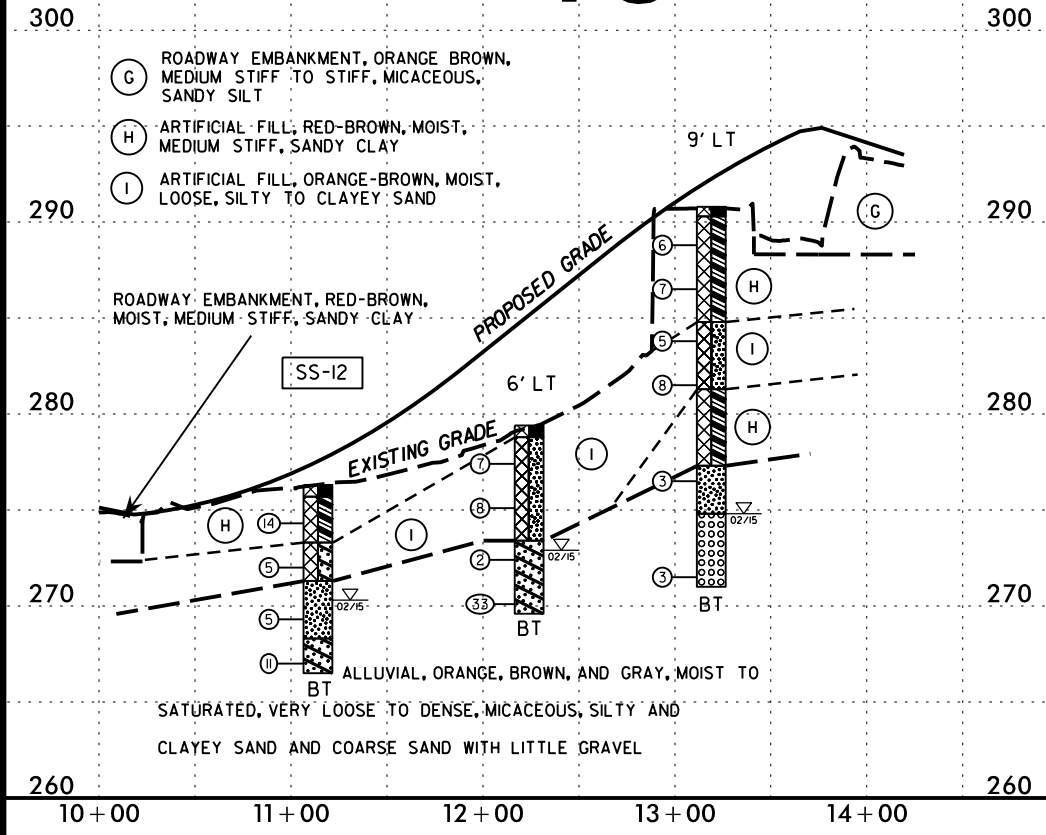 300
300
G
ROADWAY EMBANKMENT, ORANGE BROWN,
MEDIUM STIFF TO STIFF, MICACEOUS,
SANDY SILT
H
ARTIFICIAL FILL, RED-BROWN, MOIST,
MEDIUM STIFF, SANDY CLAY
I
ARTIFICIAL FILL, ORANGE-BROWN, MOIST,
LOOSE, SILTY TO CLAYEY SAND
9' LT
290
290
G
6
PROPOSED GRADE
7
H
ROADWAY EMBANKMENT, RED-BROWN,
MOIST, MEDIUM STIFF, SANDY CLAY
5
I
SS-12
6' LT
8
280
280
EXISTING GRADE
H
7
I
3
8
02/15
14
H
I
5
2
02/15
3
270
270
02/15
33
BT
5
BT
11
BT
ALLUVIAL, ORANGE, BROWN, AND GRAY, MOIST TO
SATURATED, VERY LOOSE TO DENSE, MICACEOUS, SILTY AND
CLAYEY SAND AND COARSE SAND WITH LITTLE GRAVEL
260
260
10+00
11+00
12+00
13+00
14+00